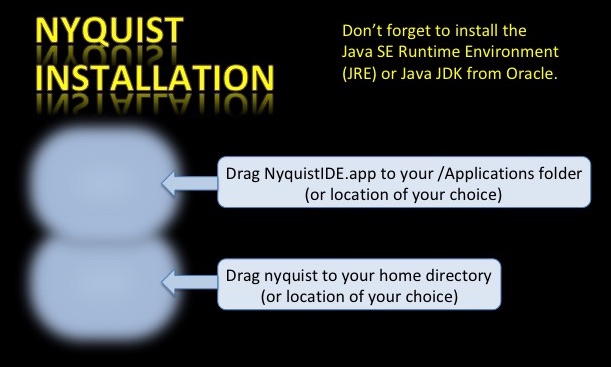 NYQUIST
INSTALLATION
Don’t forget to install the
Java SE Runtime Environment
(JRE) or Java JDK from Oracle.
Drag NyquistIDE.app to your /Applications folder
(or location of your choice)
Drag nyquist to your home directory
(or location of your choice)